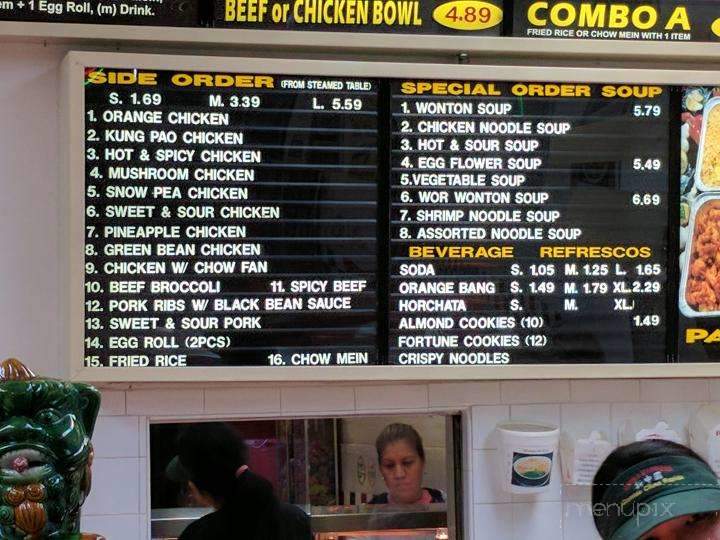 em + 1 Egg Roll, (m) Drink.
BEEF or CHICKEN BOWL 4.89
COMBO A
FRIED RICE OR CHOW MEIN WITH 1 ITEM
SIDE ORDER (FROM STEAMED TABLE)
S. 1.69 M. 3.39 L. 5.59
1. ORANGE CHICKEN
2. KUNG PAO CHICKEN
3. HOT & SPICY CHICKEN
4. MUSHROOM CHICKEN
5. SNOW PEA CHICKEN
6. SWEET & SOUR CHICKEN
7. PINEAPPLE CHICKEN
8. GREEN BEAN CHICKEN
9. CHICKEN W/ CHOW FAN
10. BEEF BROCCOLI 11. SPICY BEEF
12. PORK RIBS W/ BLACK BEAN SAUCE
13. SWEET & SOUR PORK
14. EGG ROLL (2PCS)
15. FRIED RICE 16. CHOW MEIN
SPECIAL ORDER SOUP
1. WONTON SOUP 5.79
2. CHICKEN NOODLE SOUP
3. HOT & SOUR SOUP
4. EGG FLOWER SOUP 5.49
5.VEGETABLE SOUP
6. WOR WONTON SOUP 6.69
7. SHRIMP NOODLE SOUP
8. ASSORTED NOODLE SOUP
BEVERAGE REFRESCOS
SODA S. 1.05 M. 1.25 L. 1.65
ORANGE BANG S. 1.49 M. 1.79 XL.2.29
HORCHATA S. M. XL.
ALMOND COOKIES (10) 1.49
FORTUNE COOKIES (12)
CRISPY NOODLES
PA
menupix